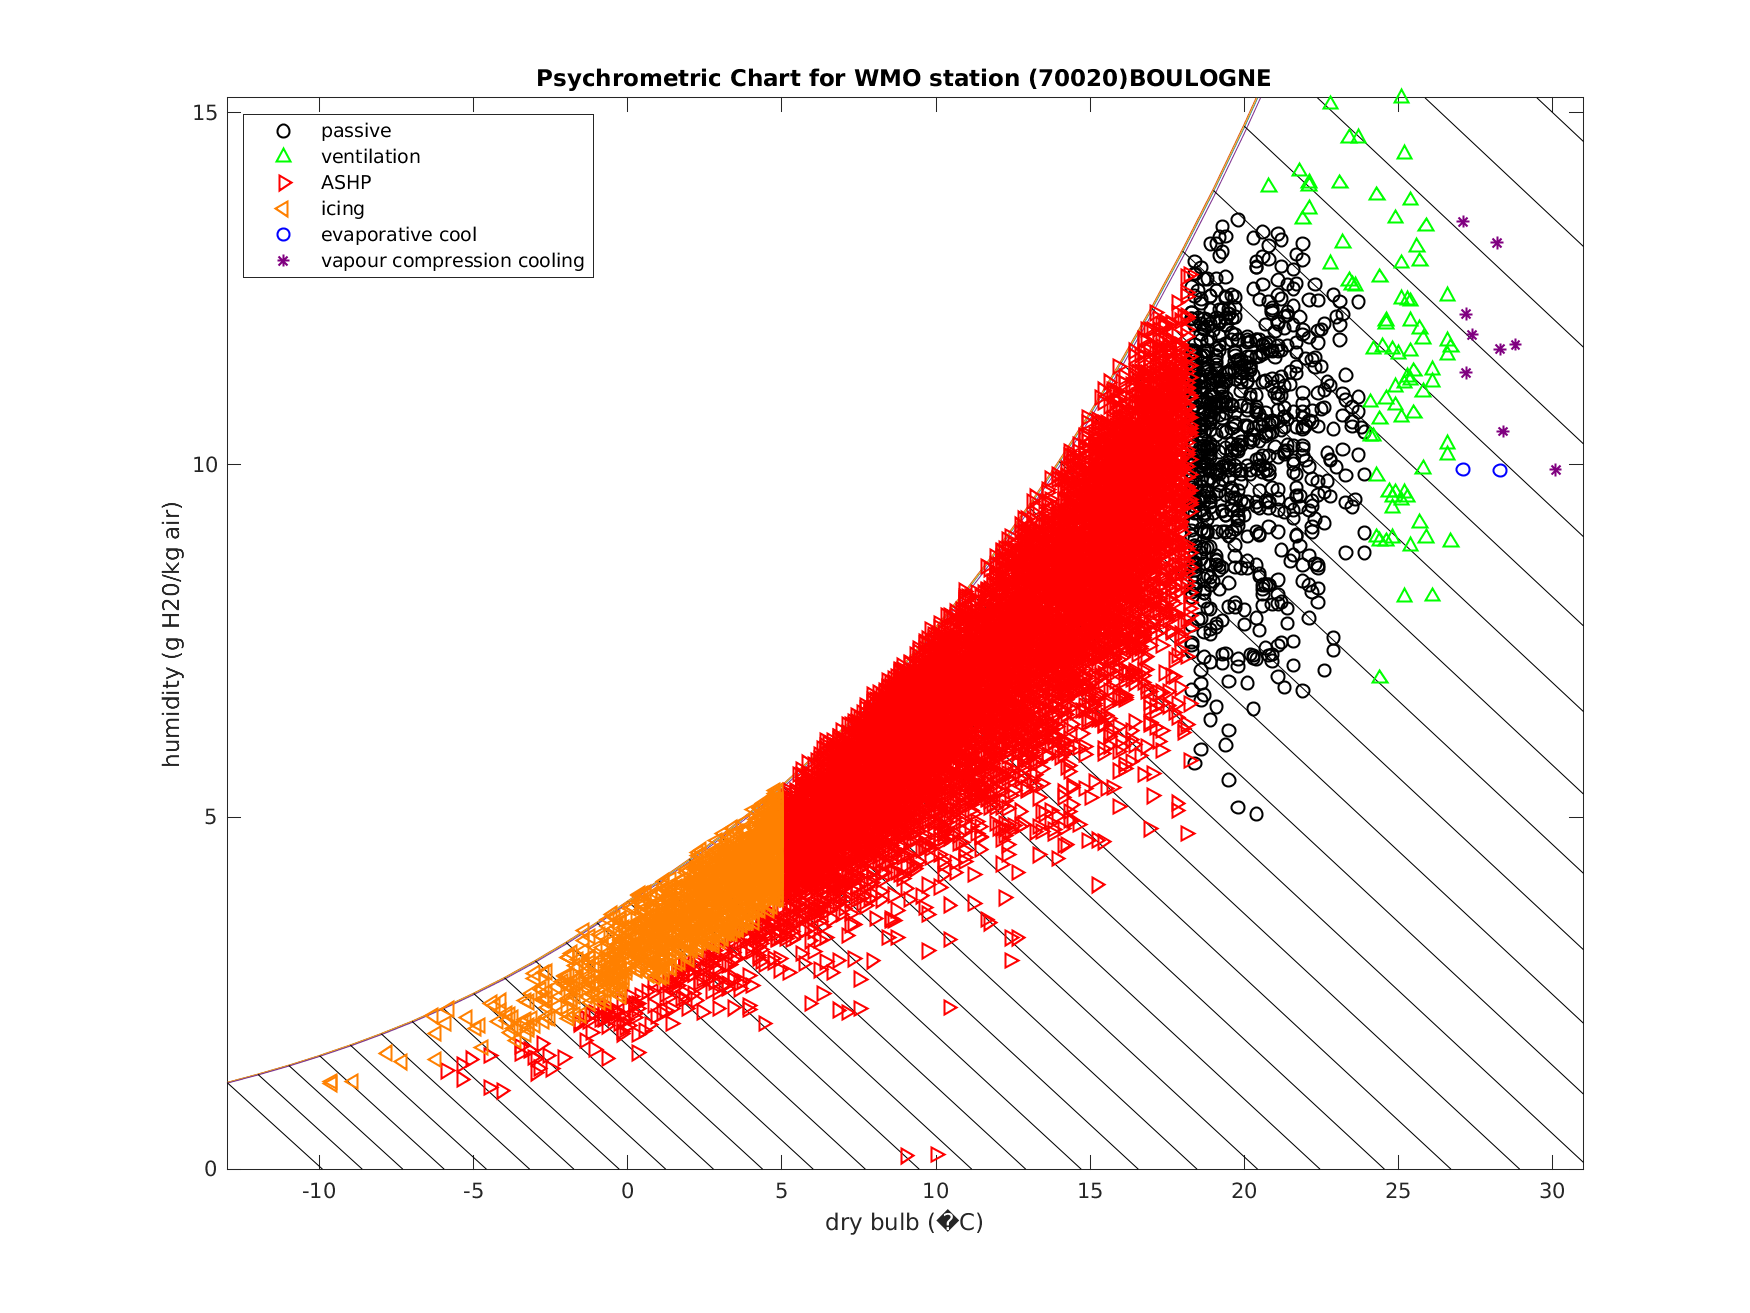 Psychrometric Chart for WMO station (70020)BOULOGNE
passive
ventilation
ASHP
icing
evaporative cool
vapour compression cooling
humidity (g H20/kg air)
15
10
5
0
-10 -5 0 5 10 15 20 25 30
dry bulb (�C)